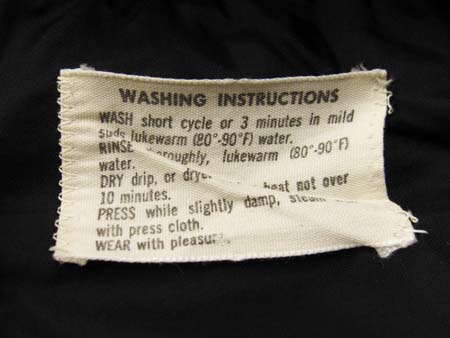 WASHING INSTRUCTIONS
WASH short cycle or 3 minutes in mild
suds lukewarm (80°-90°F) water.
RINSE thoroughly, lukewarm (80°-90°F)
water.
DRY drip, or heat not over
10 minutes.
PRESS while slightly damp, steam
with press cloth.
WEAR with pleasure